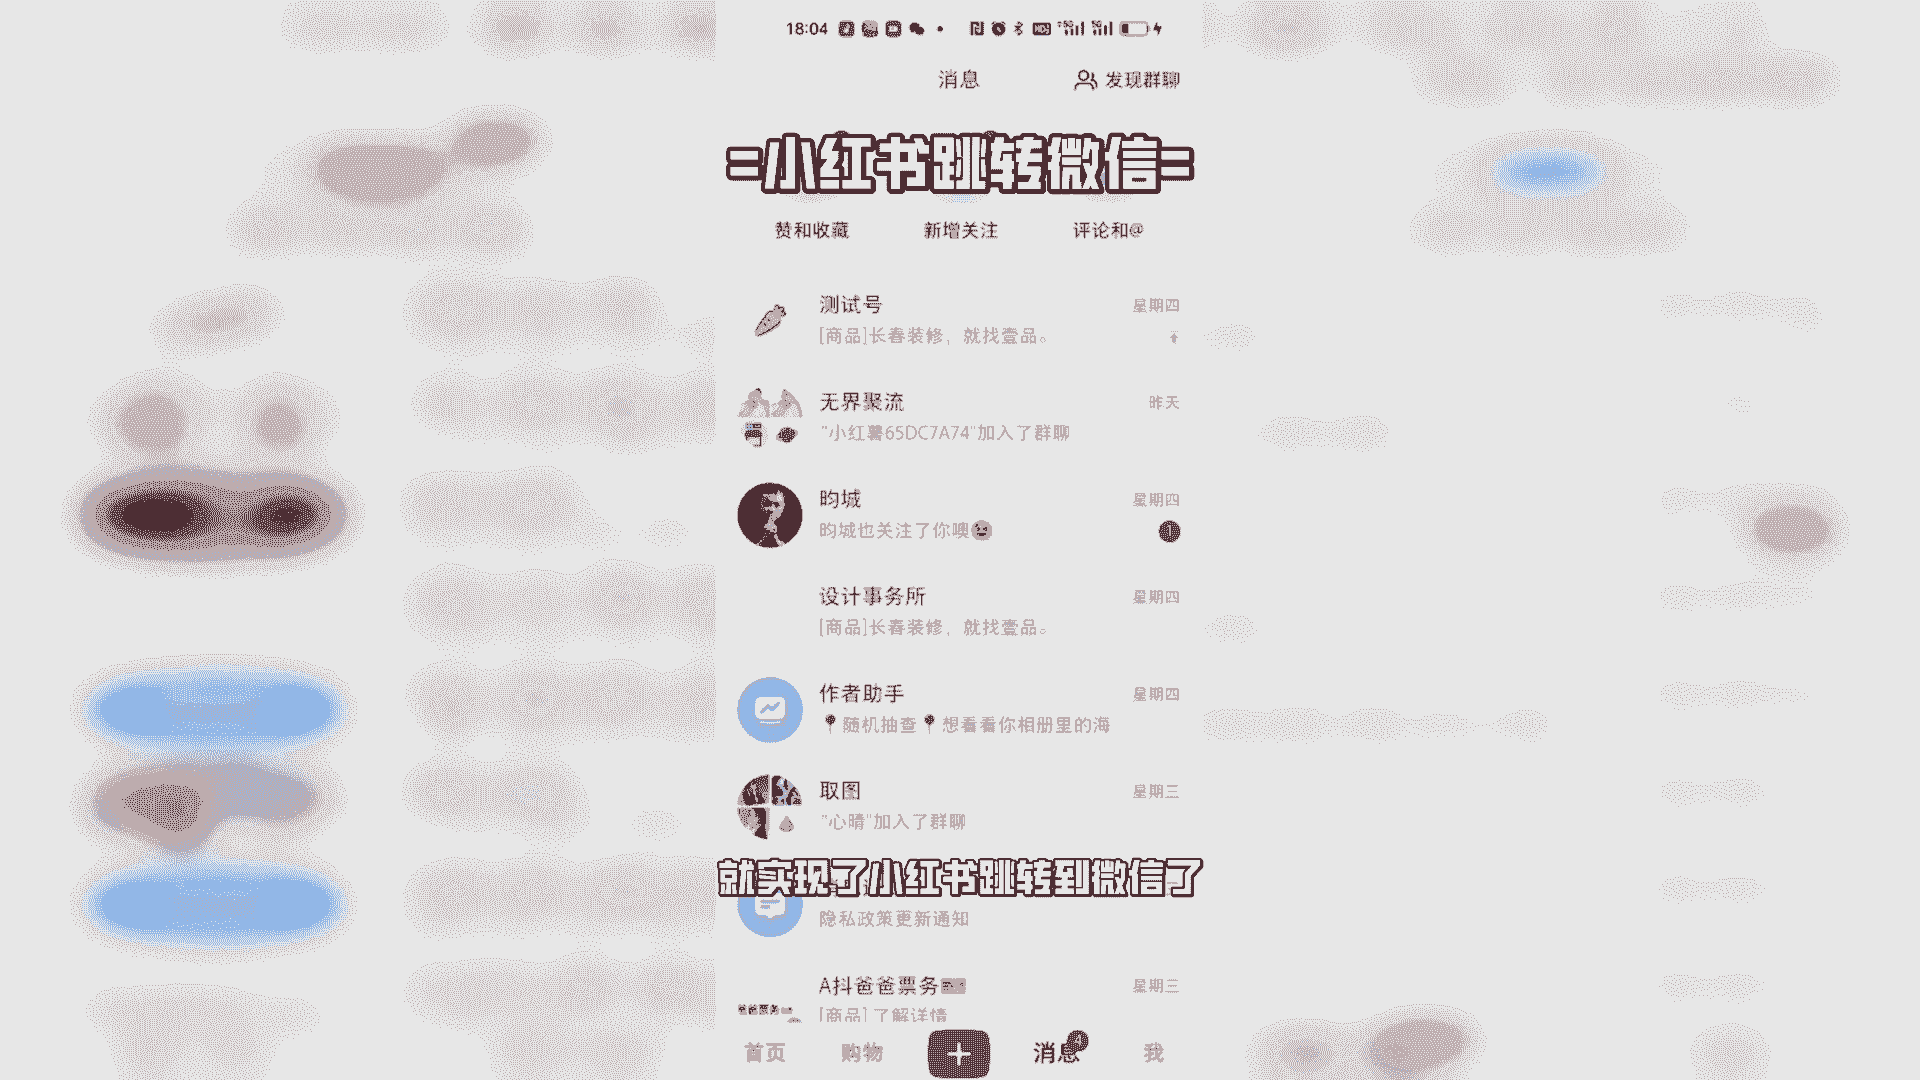 18:04
消息
发现群聊
=小红书跳转微信=
赞和收藏
新增关注
评论和@
测试号
星期四
[商品]长春装修，就找壹品。
无界聚流
昨天
"小红薯65DC7A74"加入了群聊
昀城
星期四
昀城也关注了你噢
1
设计事务所
星期四
[商品]长春装修，就找壹品。
作者助手
星期四
随机抽查 想看看你相册里的海
取图
星期三
"心晴"加入了群聊
就实现了小红书跳转到微信了
隐私政策更新通知
A抖爸爸票务
星期三
[商品] 了解详情
首页
购物
消息
4
我